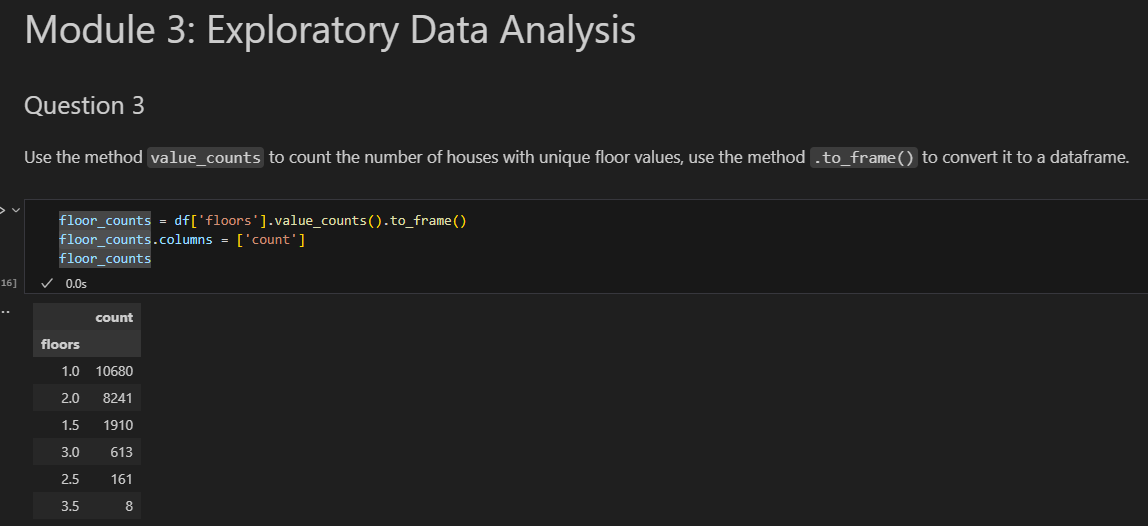 Module 3: Exploratory Data Analysis
Question 3
Use the method value_counts to count the number of houses with unique floor values, use the method .to_frame() to convert it to a dataframe.
floor_counts = df['floors'].value_counts().to_frame()
floor_counts.columns = ['count']
floor_counts
16]
0.0s
..
count
floors
1.0 10680
2.0 8241
1.5 1910
3.0 613
2.5 161
3.5 8